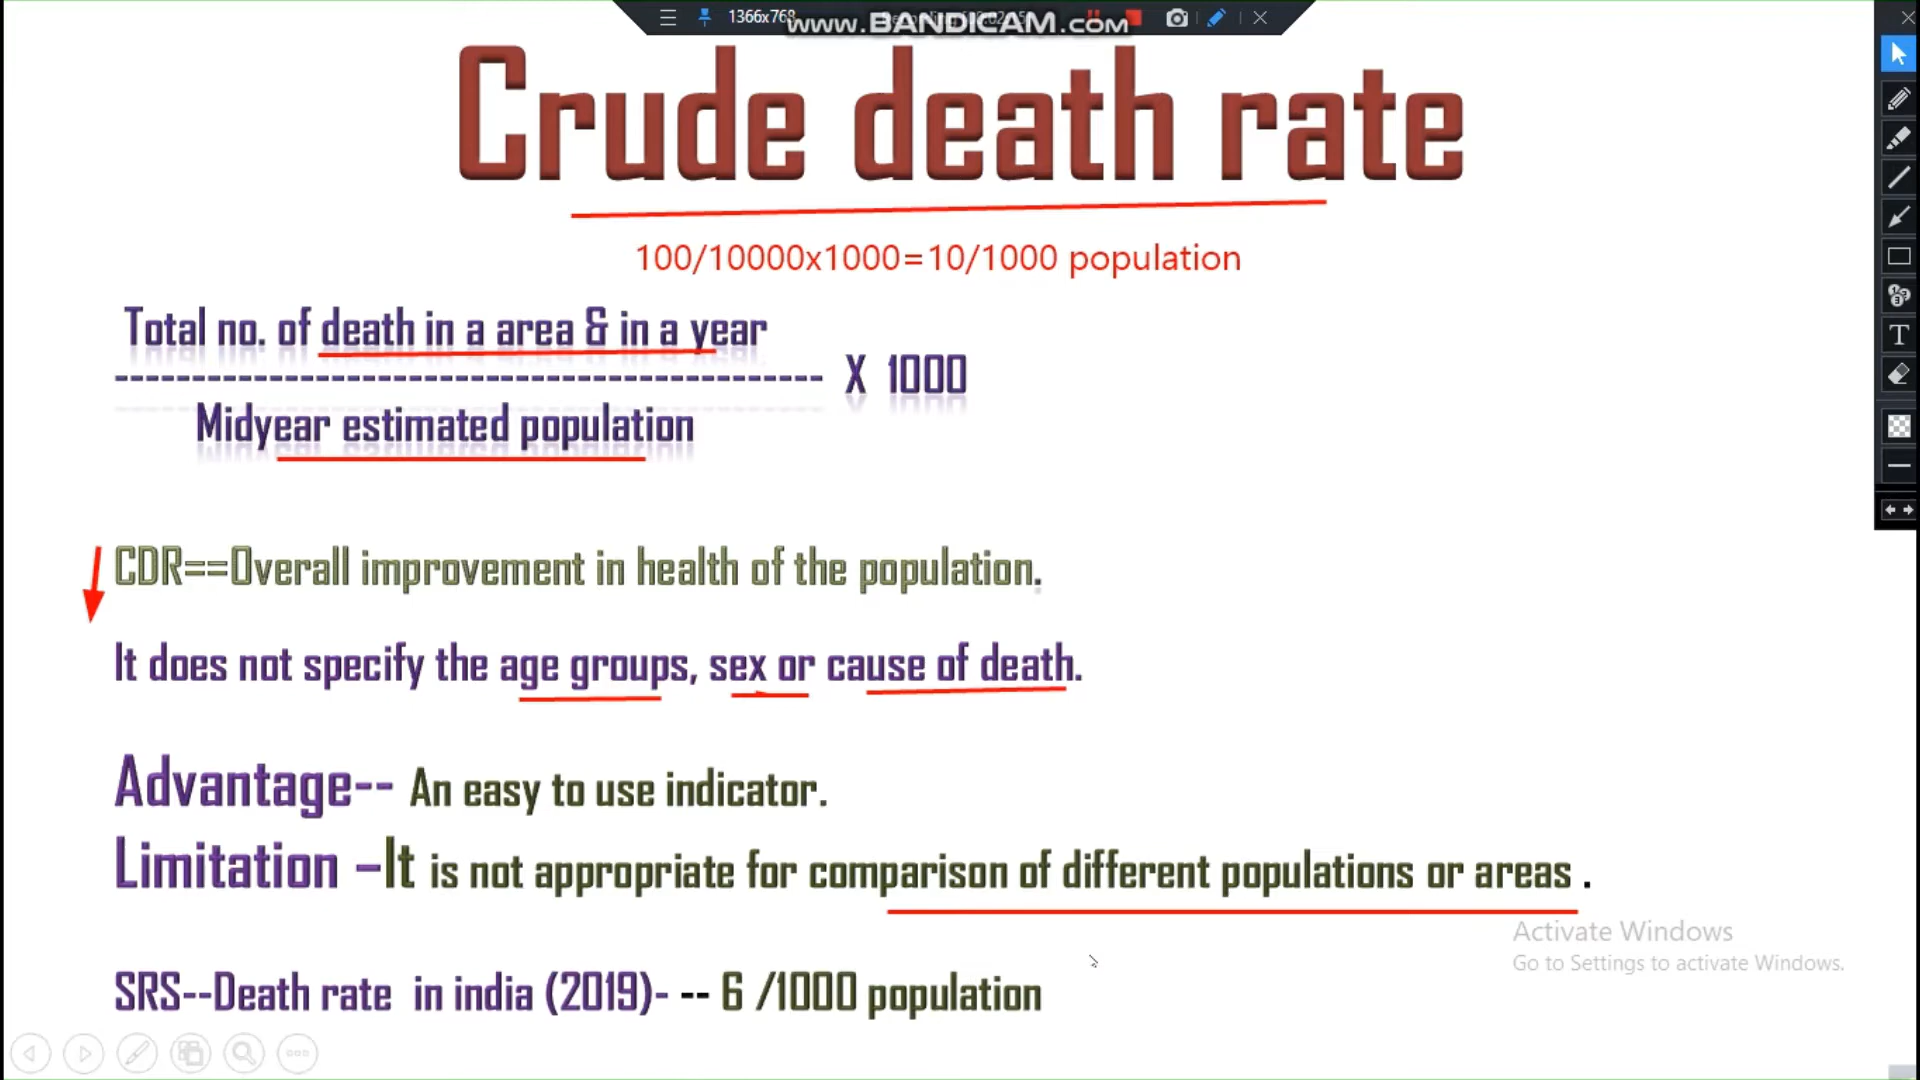 1366x768
www.BANDICAM.com
Crude death rate
100/10000x1000=10/1000 population
Total no. of death in a area & in a year
X 1000
Midyear estimated population
CDR==Overall improvement in health of the population.
It does not specify the age groups, sex or cause of death.
Advantage-- An easy to use indicator.
Limitation –It is not appropriate for comparison of different populations or areas .
Activate Windows
Go to Settings to activate Windows.
SRS--Death rate in india (2019)- -- 6 /1000 population